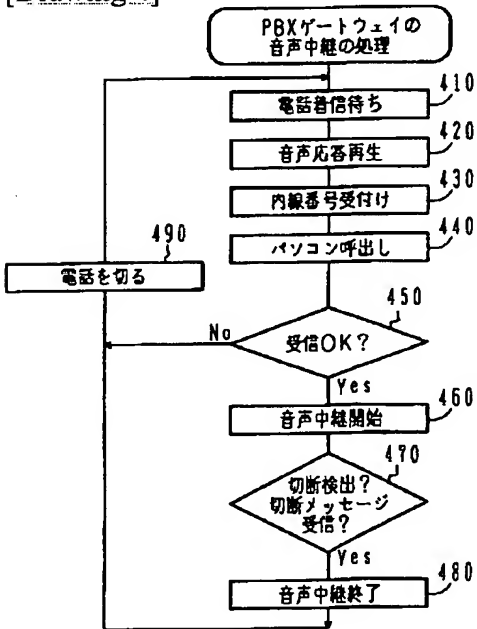 PBXゲートウェイの
音声中継の処理
410
電話着信待ち
420
音声応答再生
430
内線番号受付け
440
パソコン呼出し
490
電話を切る
450
No
受信OK?
Yes
460
音声中継開始
470
切断検出?
切断メッセージ
受信?
Yes
480
音声中継終了